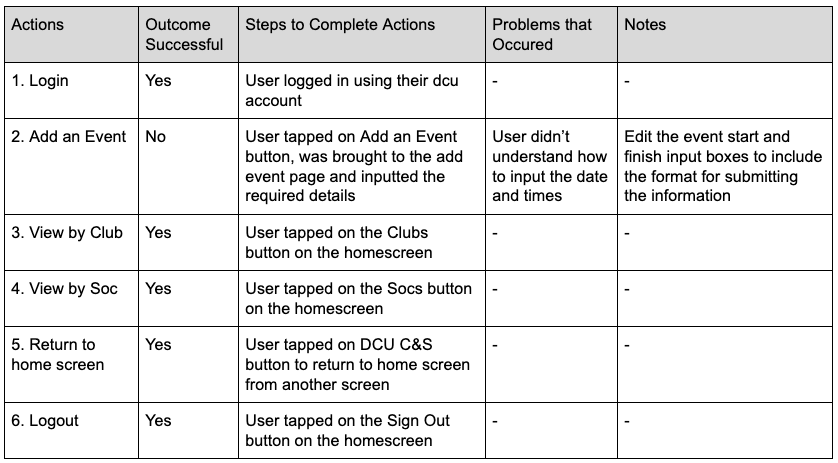 Actions
Outcome
Successful
Steps to Complete Actions
Problems that
Occured
Notes
1. Login
Yes
User logged in using their dcu
account
-
-
2. Add an Event
No
User tapped on Add an Event
button, was brought to the add
event page and inputted the
required details
User didn’t
understand how
to input the date
and times
Edit the event start and
finish input boxes to include
the format for submitting
the information
3. View by Club
Yes
User tapped on the Clubs
button on the homescreen
-
-
4. View by Soc
Yes
User tapped on the Socs button
on the homescreen
-
-
5. Return to
home screen
Yes
User tapped on DCU C&S
button to return to home screen
from another screen
-
-
6. Logout
Yes
User tapped on the Sign Out
button on the homescreen
-
-